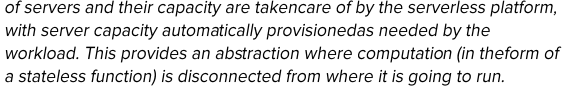 of servers and their capacity are takencare of by the serverless platform,
with server capacity automatically provisionedas needed by the
workload. This provides an abstraction where computation (in theform of
a stateless function) is disconnected from where it is going to run.